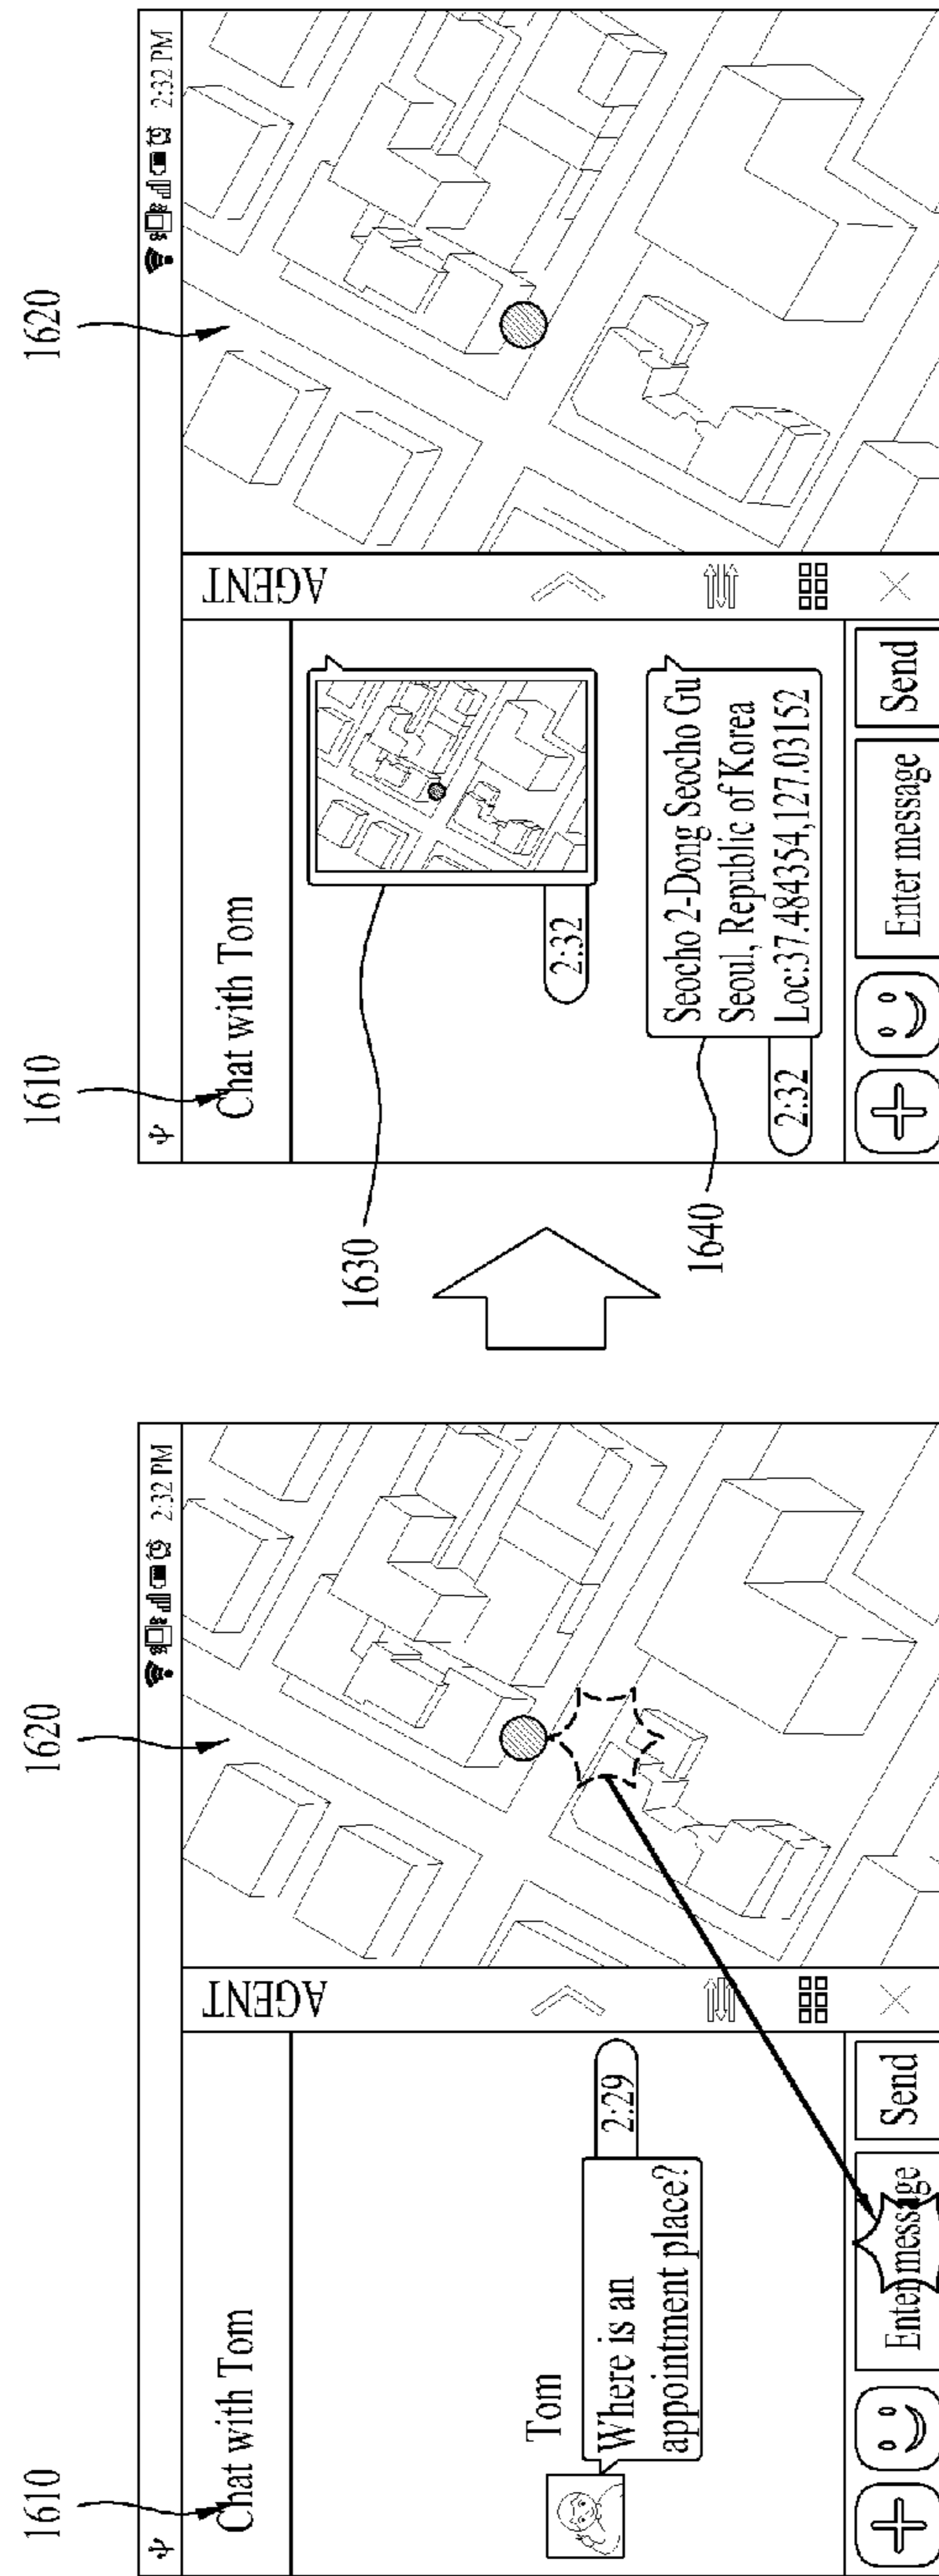 1610
1620
2:32 PM
Chat with Tom
AGENT
Tom
Where is an
appointment place?
2:29
Enter message
Send
1610
1620
2:32 PM
Chat with Tom
AGENT
1630
2:32
1640
Seocho 2-Dong Seocho Gu
Seoul, Republic of Korea
Loc:37.484354,127.03152
2:32
Enter message
Send